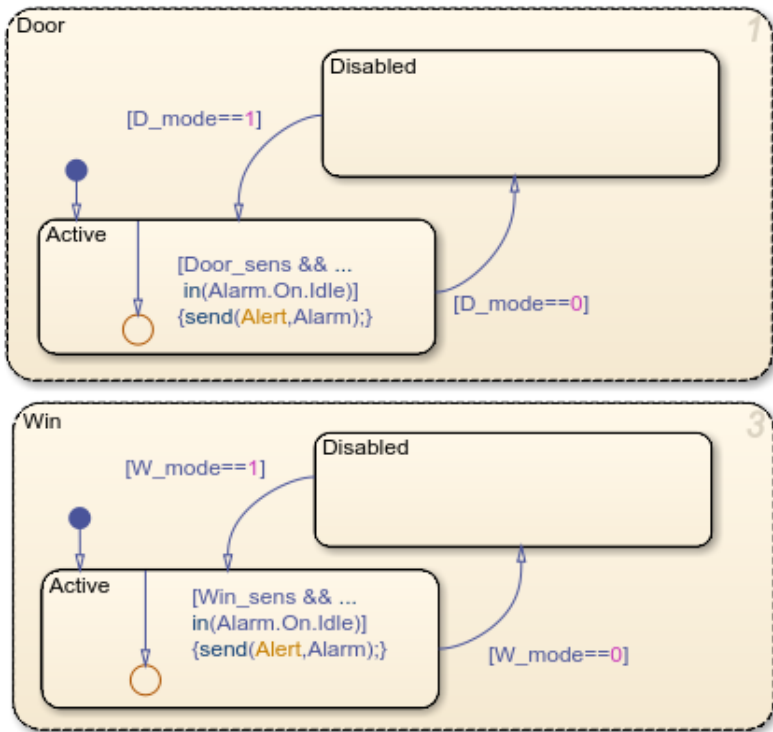 Door
1
Disabled
[D_mode==1]
Active
[Door_sens && ...
in(Alarm.On.Idle)]
{send(Alert,Alarm);}
[D_mode==0]
Win
3
Disabled
[W_mode==1]
Active
[Win_sens && ...
in(Alarm.On.Idle)]
{send(Alert,Alarm);}
[W_mode==0]